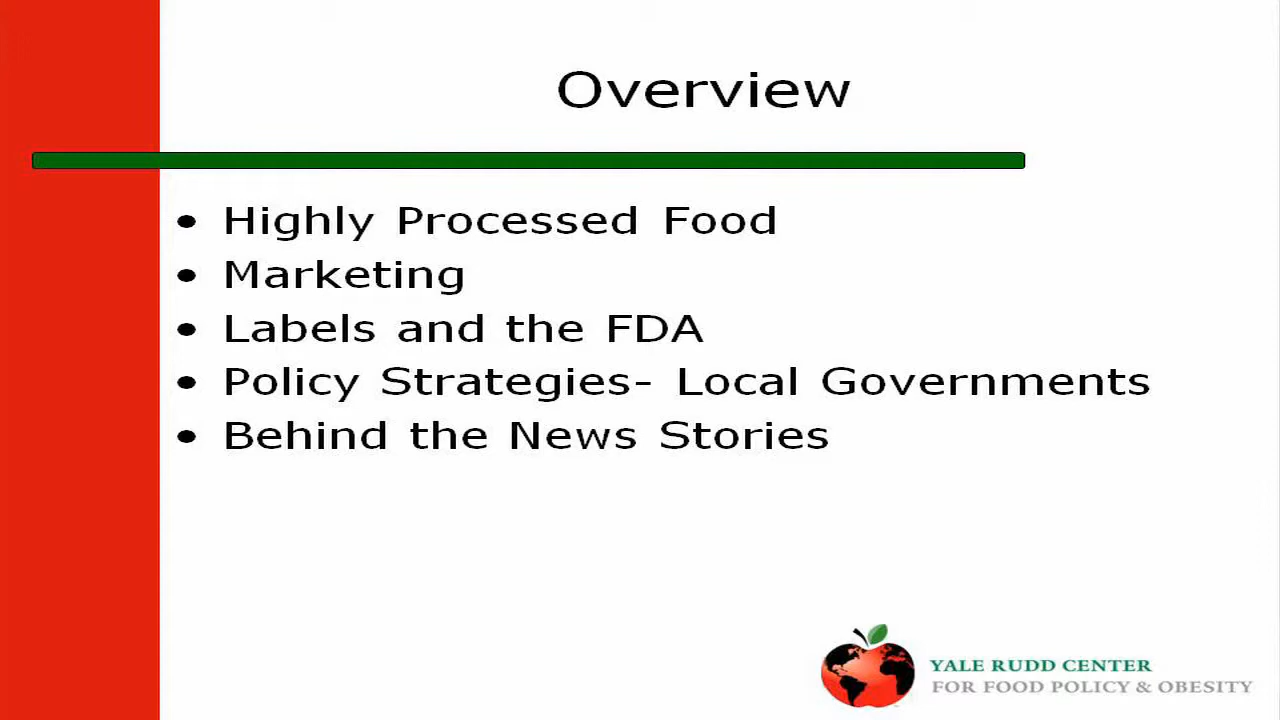 Overview
• Highly Processed Food
• Marketing
• Labels and the FDA
• Policy Strategies- Local Governments
• Behind the News Stories
YALE RUDD CENTER
FOR FOOD POLICY & OBESITY